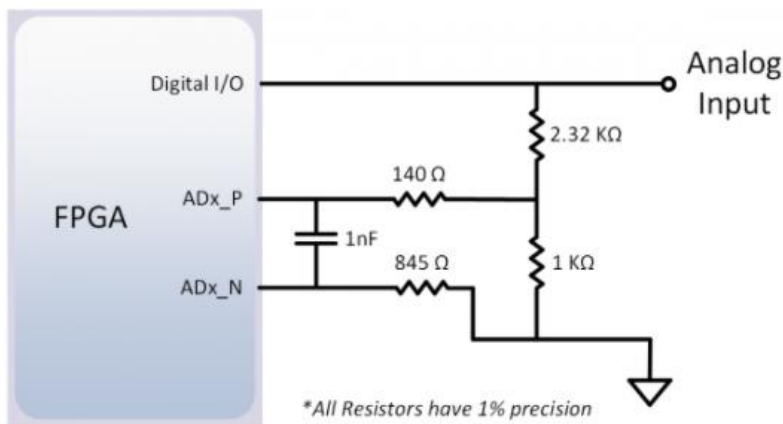 Digital I/O
Analog
Input
2.32 KΩ
140 Ω
ADx_P
FPGA
1nF
845 Ω
1 KΩ
ADx_N
*All Resistors have 1% precision